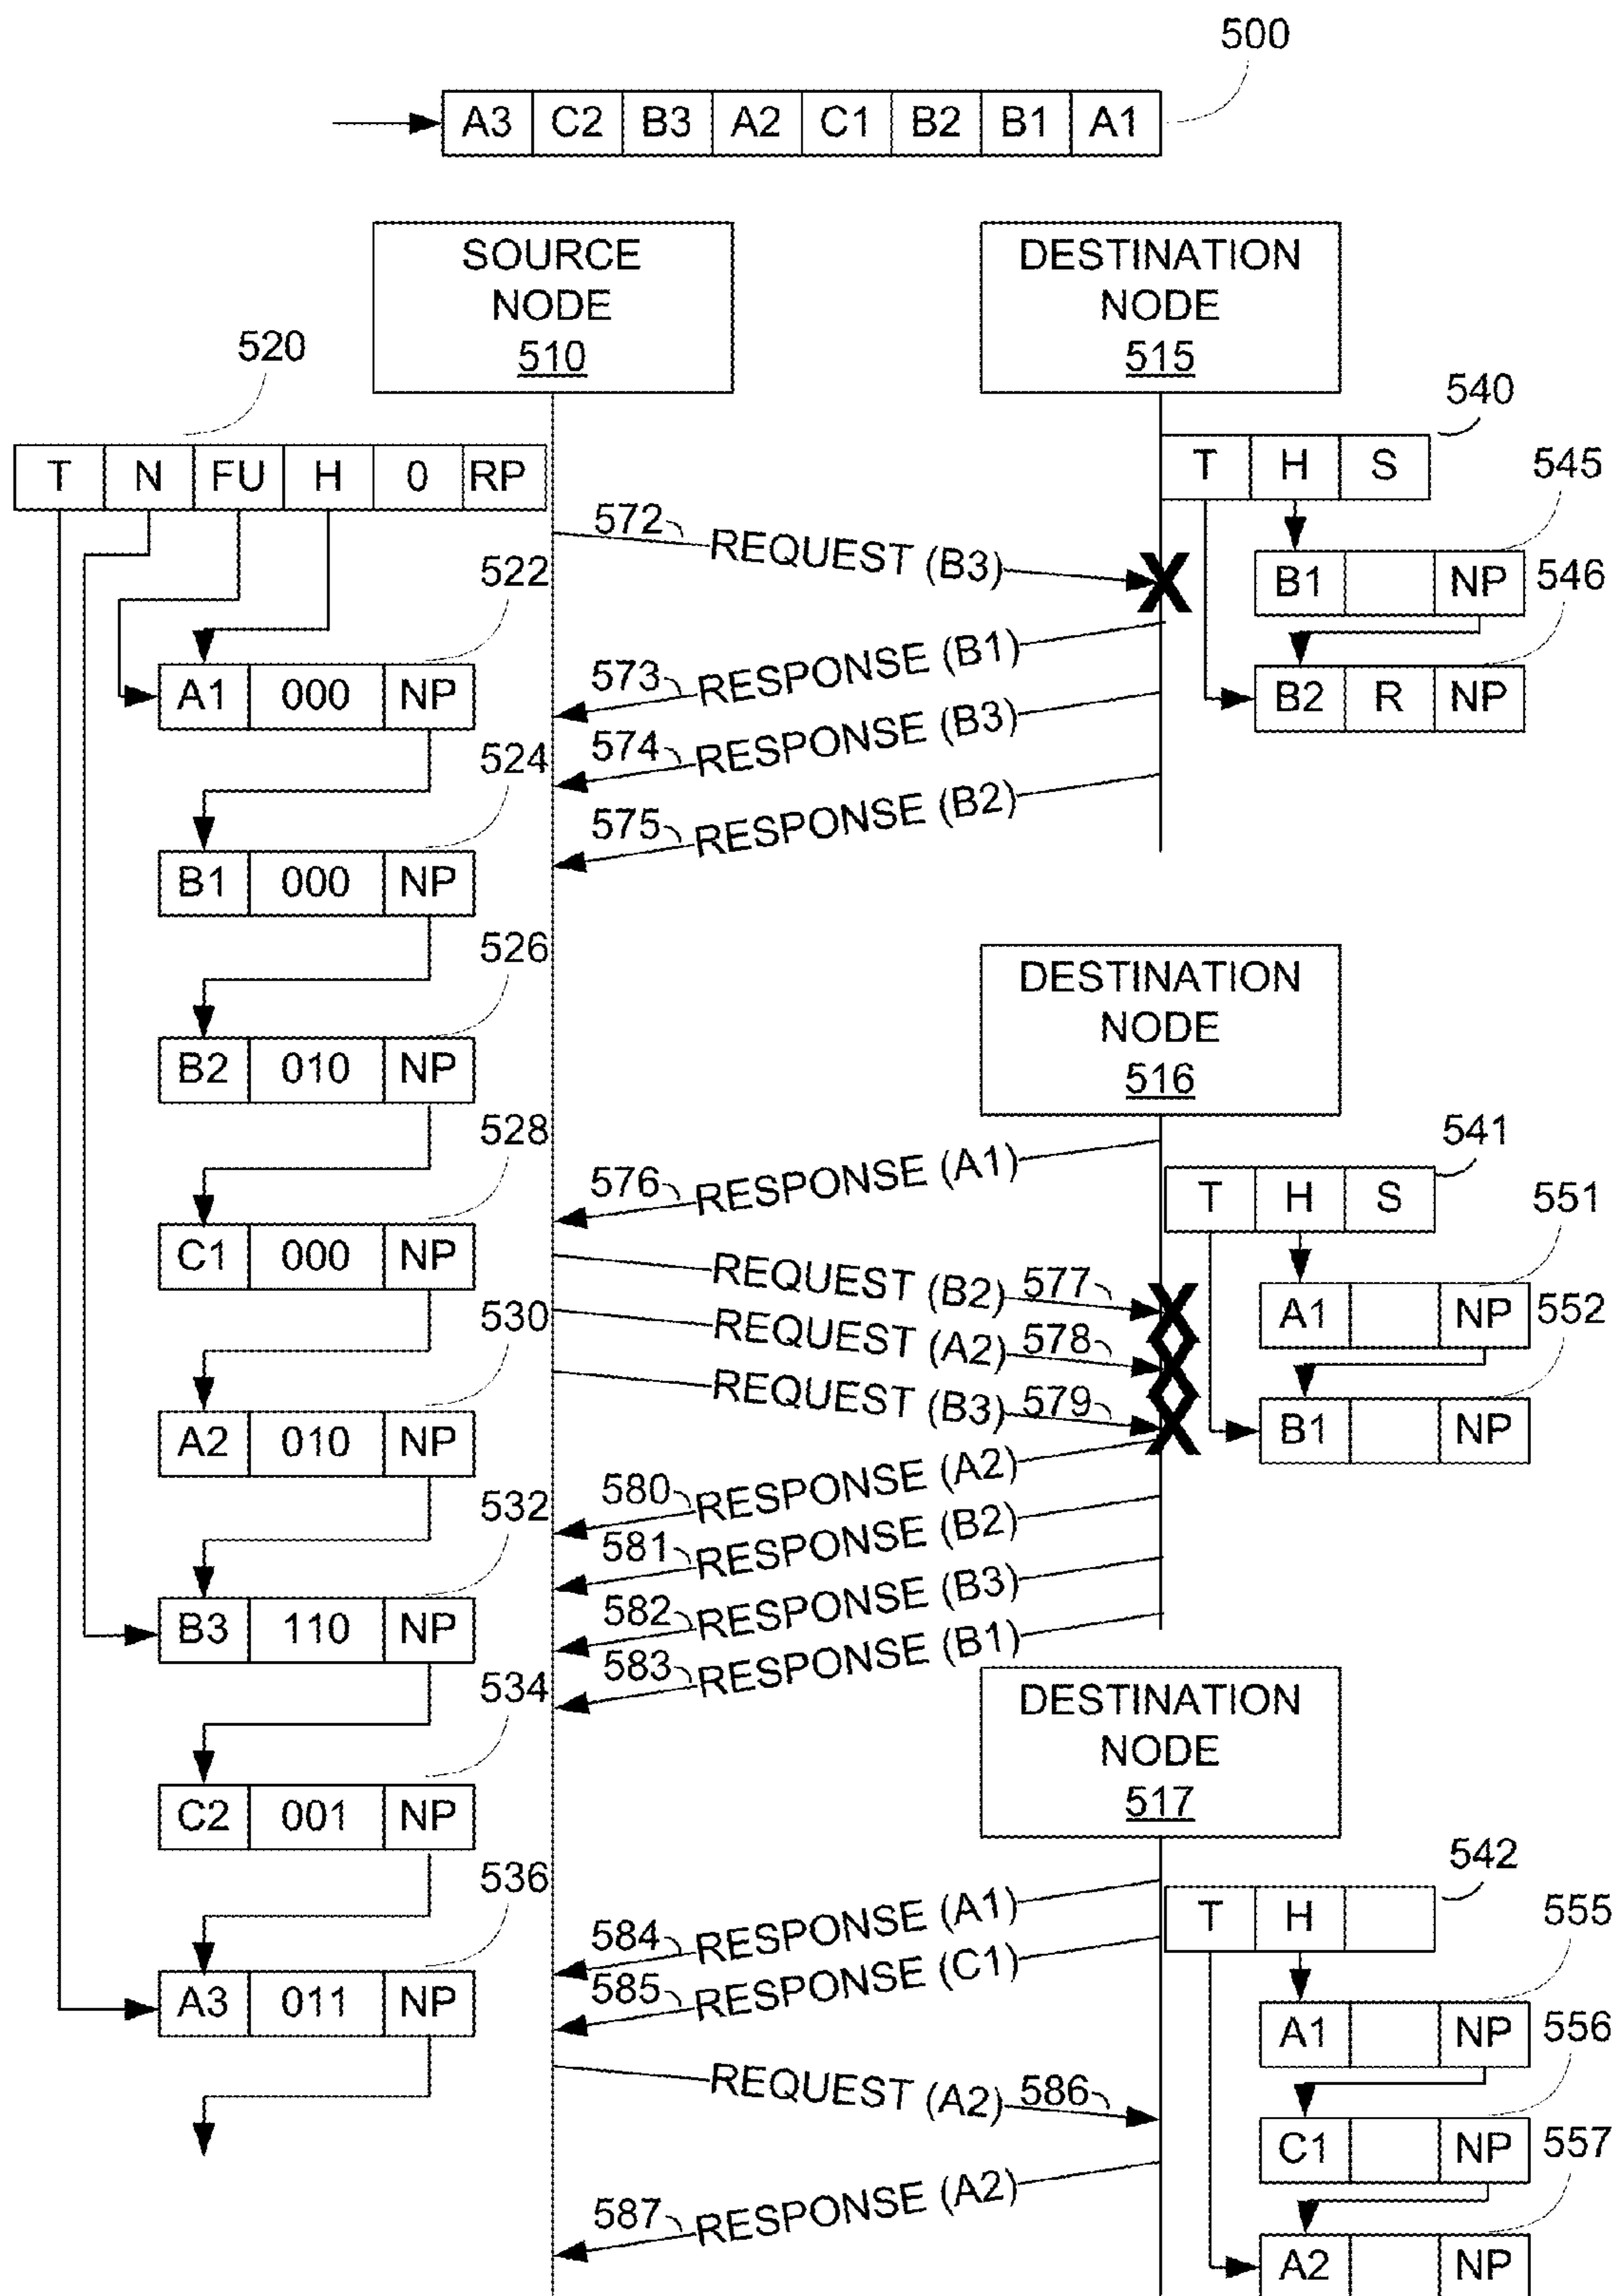 500
A3 C2 B3 A2 C1 B2 B1 A1
SOURCE
NODE
510
DESTINATION
NODE
515
520
T N FU H 0 RP
540
T H S
545
B1 NP
546
B2 R NP
572 REQUEST (B3)
573 RESPONSE (B1)
574 RESPONSE (B3)
575 RESPONSE (B2)
522
A1 000 NP
524
B1 000 NP
526
B2 010 NP
528
C1 000 NP
530
A2 010 NP
532
B3 110 NP
534
C2 001 NP
536
A3 011 NP
DESTINATION
NODE
516
541
T H S
551
A1 NP
552
B1 NP
576 RESPONSE (A1)
REQUEST (B2) 577
REQUEST (A2) 578
REQUEST (B3) 579
580 RESPONSE (A2)
581 RESPONSE (B2)
582 RESPONSE (B3)
583 RESPONSE (B1)
DESTINATION
NODE
517
542
T H
555
A1 NP
556
C1 NP
557
A2 NP
584 RESPONSE (A1)
585 RESPONSE (C1)
REQUEST (A2) 586
587 RESPONSE (A2)